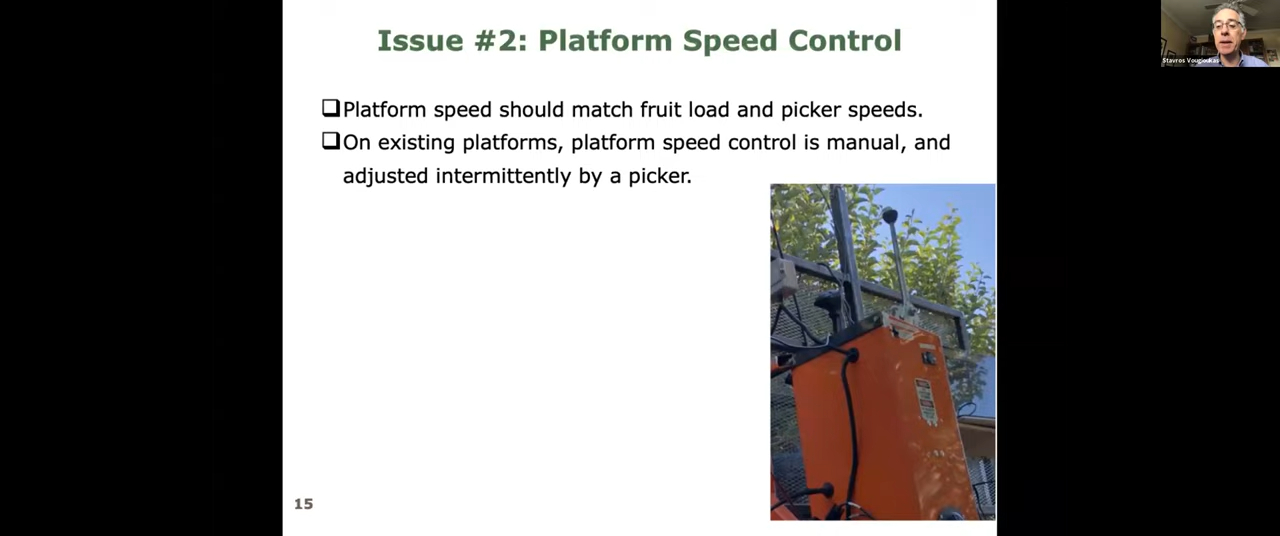 Issue #2: Platform Speed Control
Stavros Vougioukas
Platform speed should match fruit load and picker speeds.
On existing platforms, platform speed control is manual, and
adjusted intermittently by a picker.
15